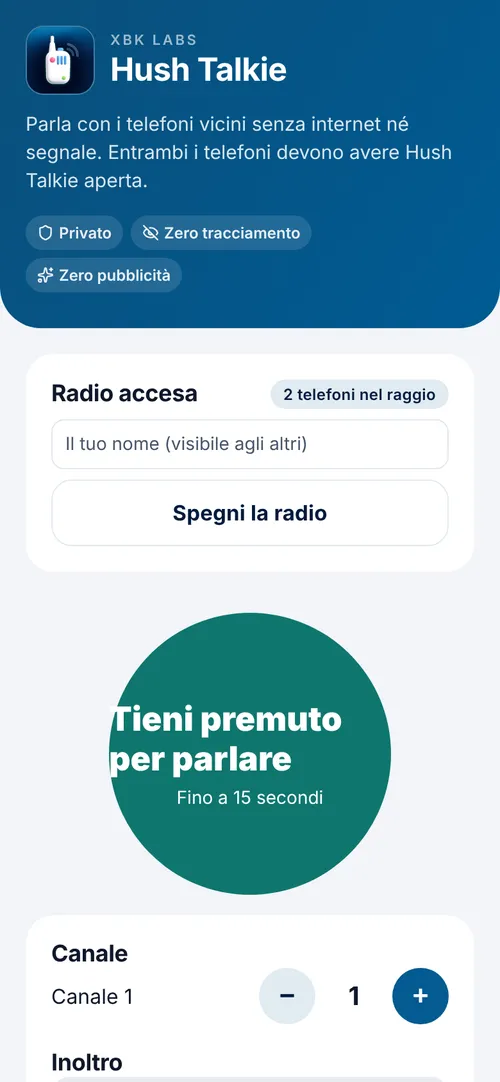 XBK LABS
Hush Talkie
Parla con i telefoni vicini senza internet né
segnale. Entrambi i telefoni devono avere Hush
Talkie aperta.
Privato
Zero tracciamento
Zero pubblicità
Radio accesa
2 telefoni nel raggio
Il tuo nome (visibile agli altri)
Spegni la radio
Tieni premuto
per parlare
Fino a 15 secondi
Canale
Canale 1
− 1 +
Inoltro